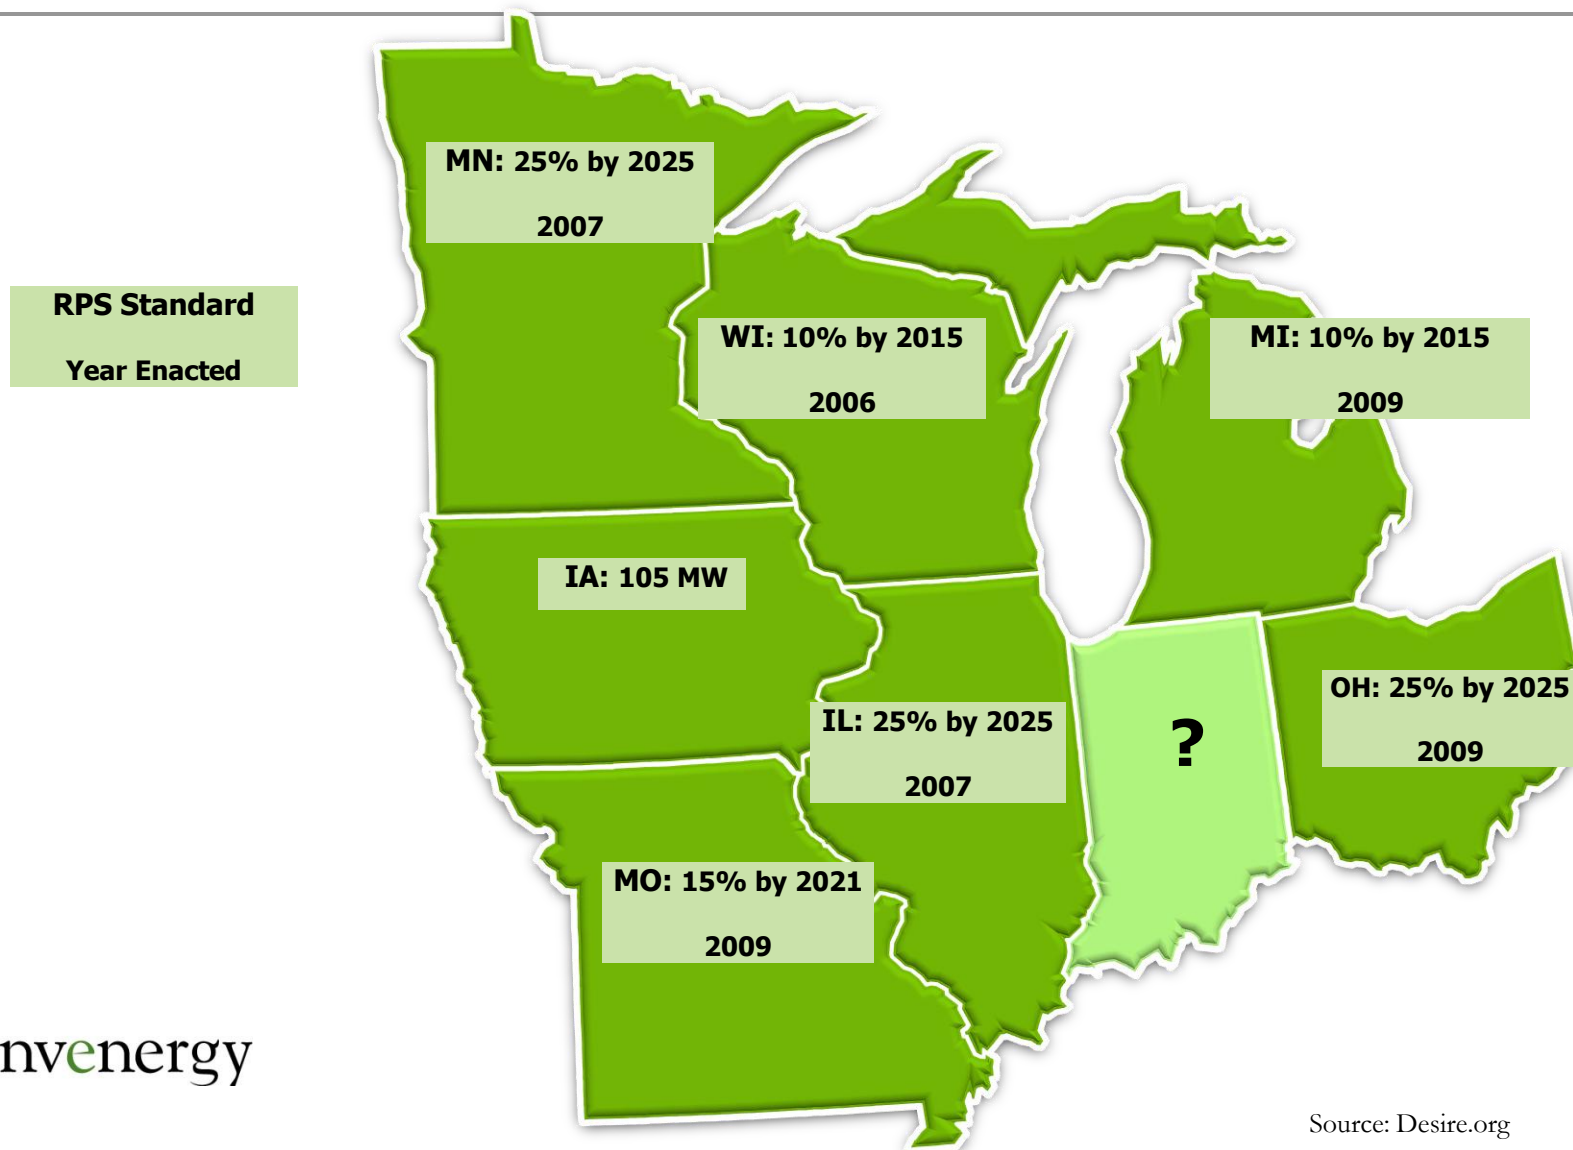 MN: 25% by 2025
2007
RPS Standard
Year Enacted
WI: 10% by 2015
2006
MI: 10% by 2015
2009
IA: 105 MW
OH: 25% by 2025
2009
IL: 25% by 2025
2007
?
MO: 15% by 2021
2009
nvenergy
Source: Desire.org